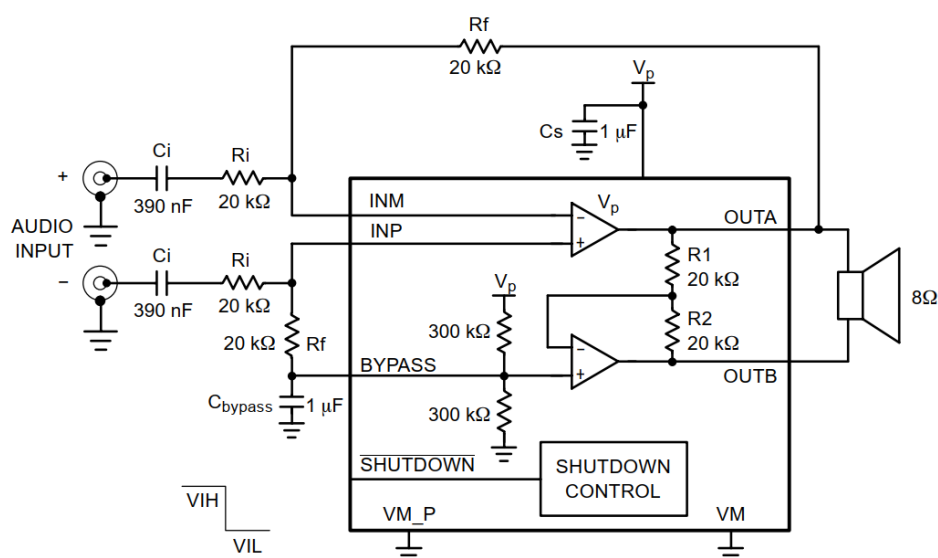 Rf
20 kΩ
Vp
Cs
1 μF
Ci
Ri
+
390 nF
20 kΩ
AUDIO
INPUT
INM
Vp
OUTA
−
+
INP
R1
20 kΩ
Ci
Ri
−
390 nF
20 kΩ
Vp
8Ω
R2
20 kΩ
20 kΩ
Rf
300 kΩ
−
+
BYPASS
OUTB
Cbypass
1 μF
300 kΩ
SHUTDOWN
SHUTDOWN
CONTROL
VIH
VIL
VM_P
VM